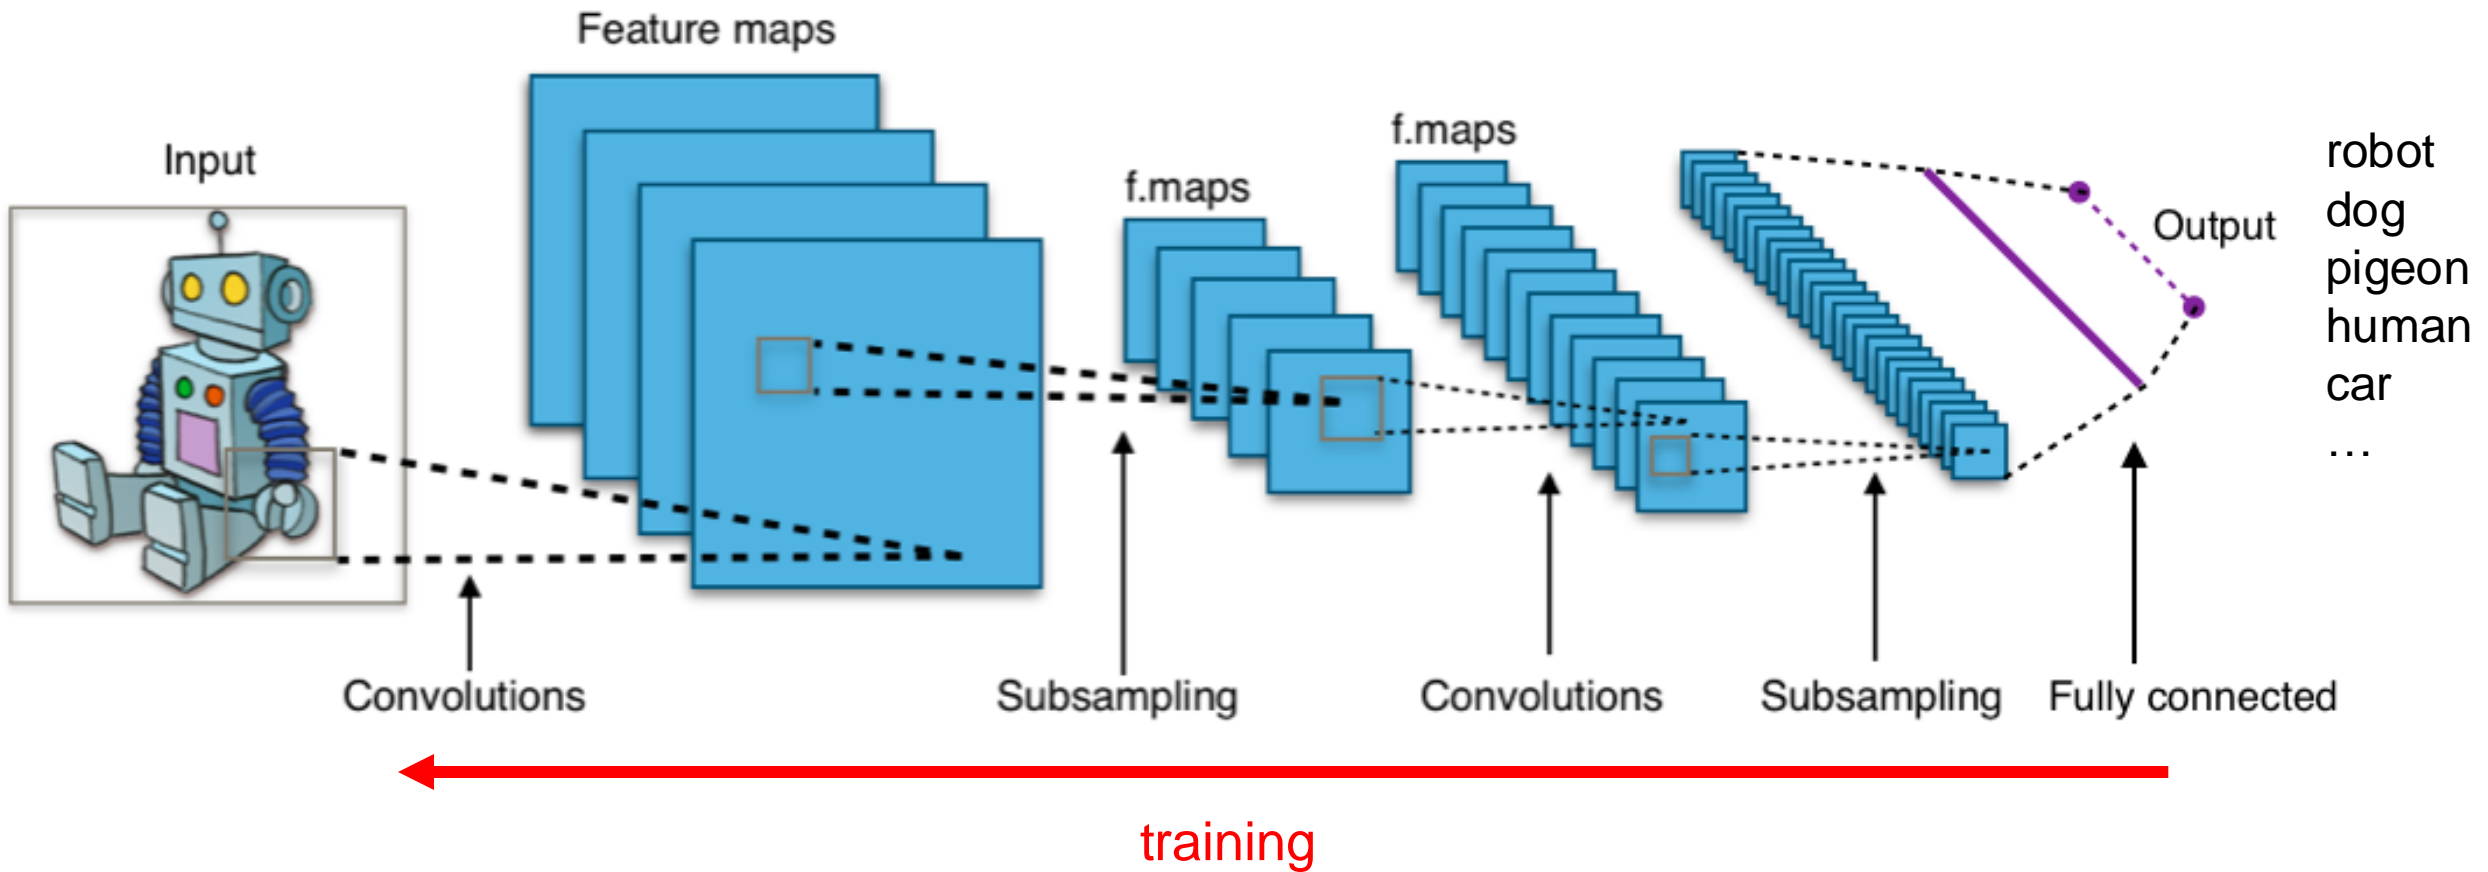 Feature maps
Input
f.maps
f.maps
Output
robot
dog
pigeon
human
car
...
Convolutions
Subsampling
Convolutions
Subsampling
Fully connected
training